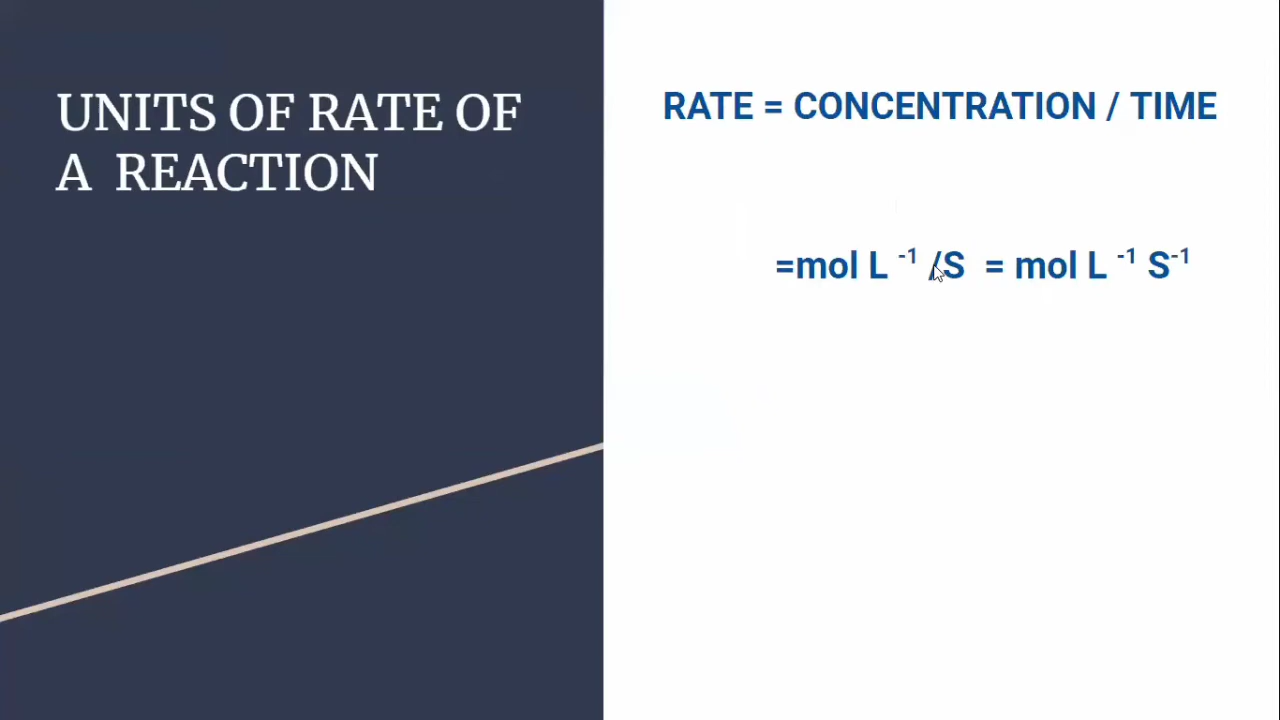 UNITS OF RATE OF
A REACTION
RATE = CONCENTRATION / TIME
=mol L ⁻¹ /S = mol L ⁻¹ S⁻¹